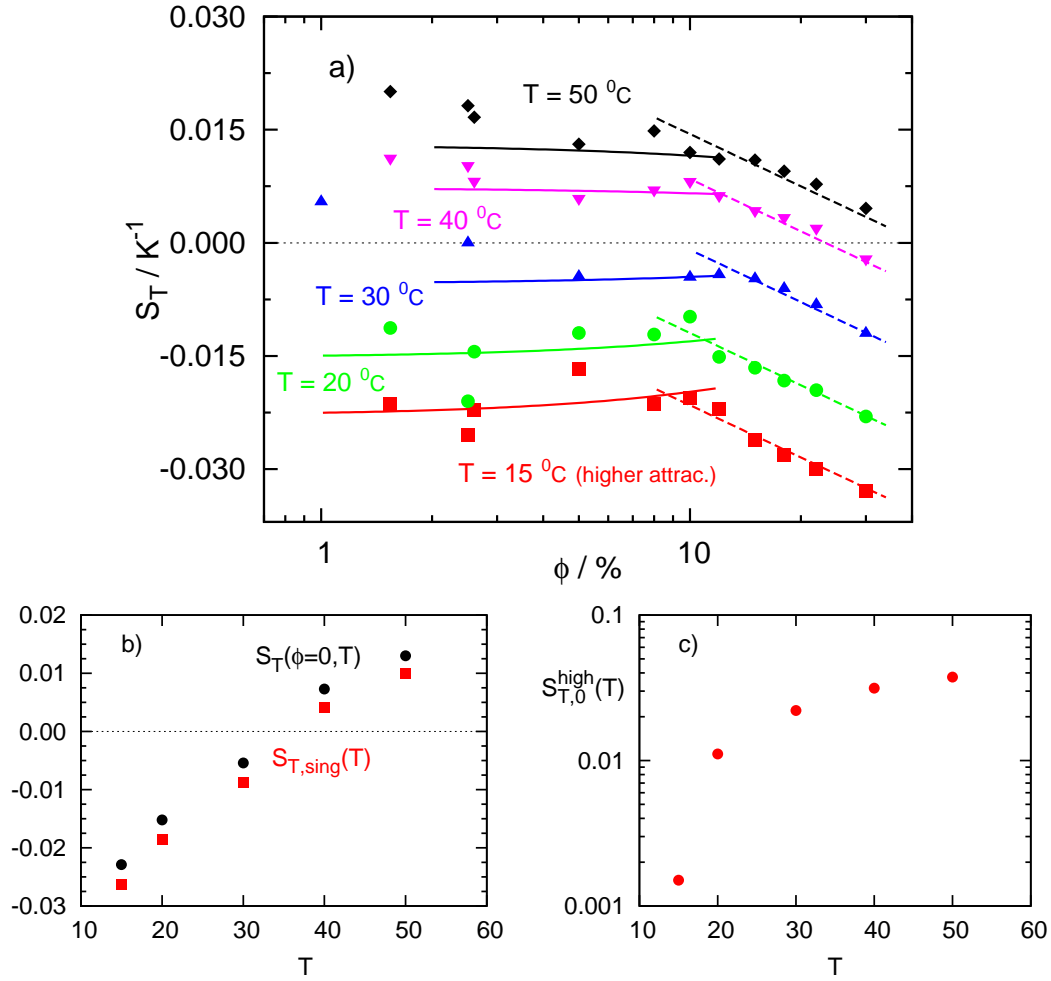 0.030
0.015
0.000
-0.015
-0.030
S_T / K^-1
a)
T = 50 ^0C
T = 40 ^0C
T = 30 ^0C
T = 20 ^0C
T = 15 ^0C (higher attrac.)
1 10
ϕ / %
0.02
0.01
0.00
-0.01
-0.02
-0.03
b)
S_T(ϕ=0,T)
S_T,sing(T)
10 20 30 40 50 60
T
0.1
0.01
0.001
c)
S_T,0^high(T)
10 20 30 40 50 60
T